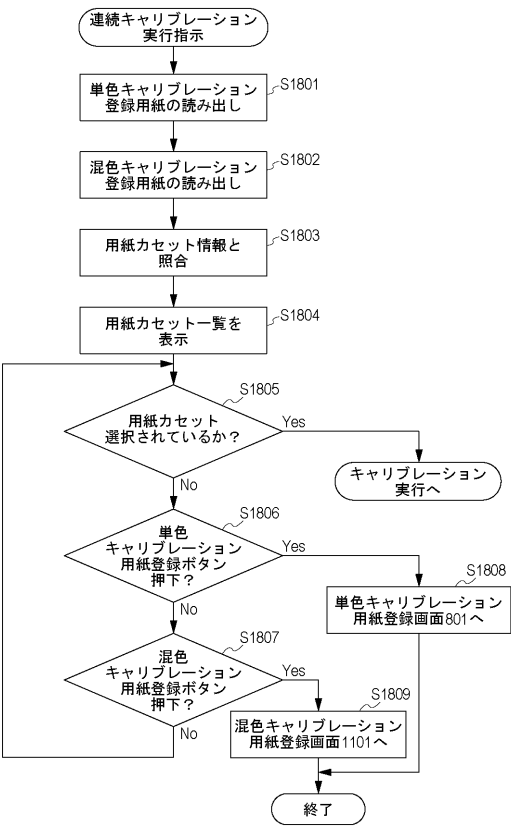 連続キャリブレーション
実行指示
S1801
単色キャリブレーション
登録用紙の読み出し
S1802
混色キャリブレーション
登録用紙の読み出し
S1803
用紙カセット情報と
照合
S1804
用紙カセット一覧を
表示
S1805
用紙カセット
選択されているか？
Yes
キャリブレーション
実行へ
No
S1806
単色
キャリブレーション
用紙登録ボタン
押下？
Yes
S1808
単色キャリブレーション
用紙登録画面801へ
No
S1807
混色
キャリブレーション
用紙登録ボタン
押下？
Yes
S1809
混色キャリブレーション
用紙登録画面1101へ
No
終了